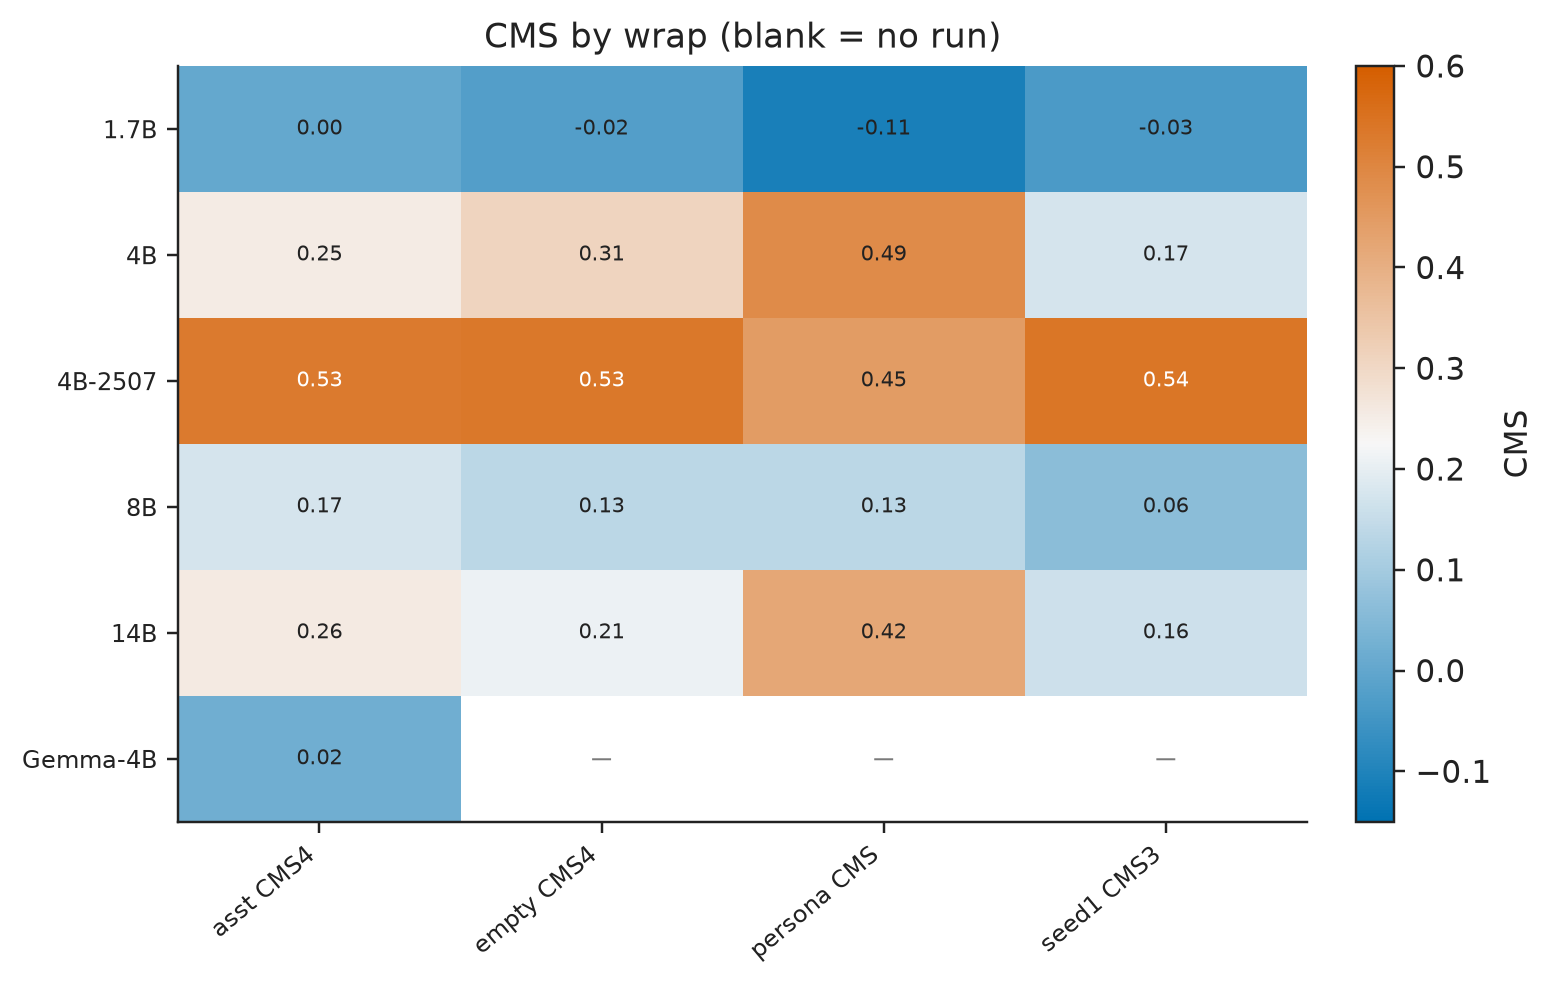 CMS by wrap (blank = no run)
1.7B 0.00 -0.02 -0.11 -0.03
4B 0.25 0.31 0.49 0.17
4B-2507 0.53 0.53 0.45 0.54
8B 0.17 0.13 0.13 0.06
14B 0.26 0.21 0.42 0.16
Gemma-4B 0.02 — — —
asst CMS4
empty CMS4
persona CMS
seed1 CMS3
0.6
0.5
0.4
0.3
0.2
0.1
0.0
−0.1
CMS